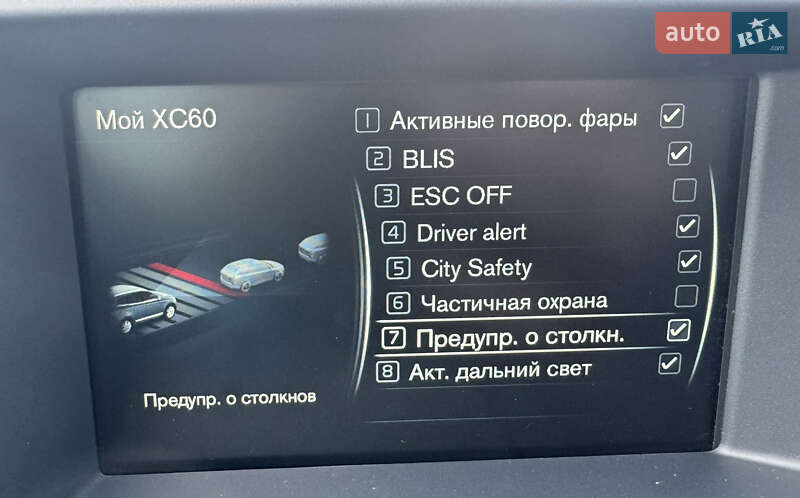 auto RIA.com
Мой XC60
1 Активные повор. фары
2 BLIS
3 ESC OFF
4 Driver alert
5 City Safety
6 Частичная охрана
7 Предупр. о столкн.
8 Акт. дальний свет
Предупр. о столкнов